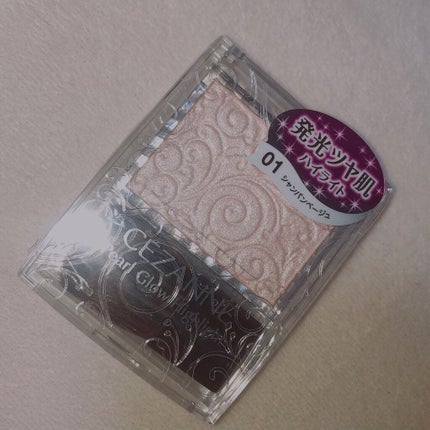 発光ツヤ肌
ハイライト
01
シャンパンベージュ
CEZANNE
Pearl Glow Highlight